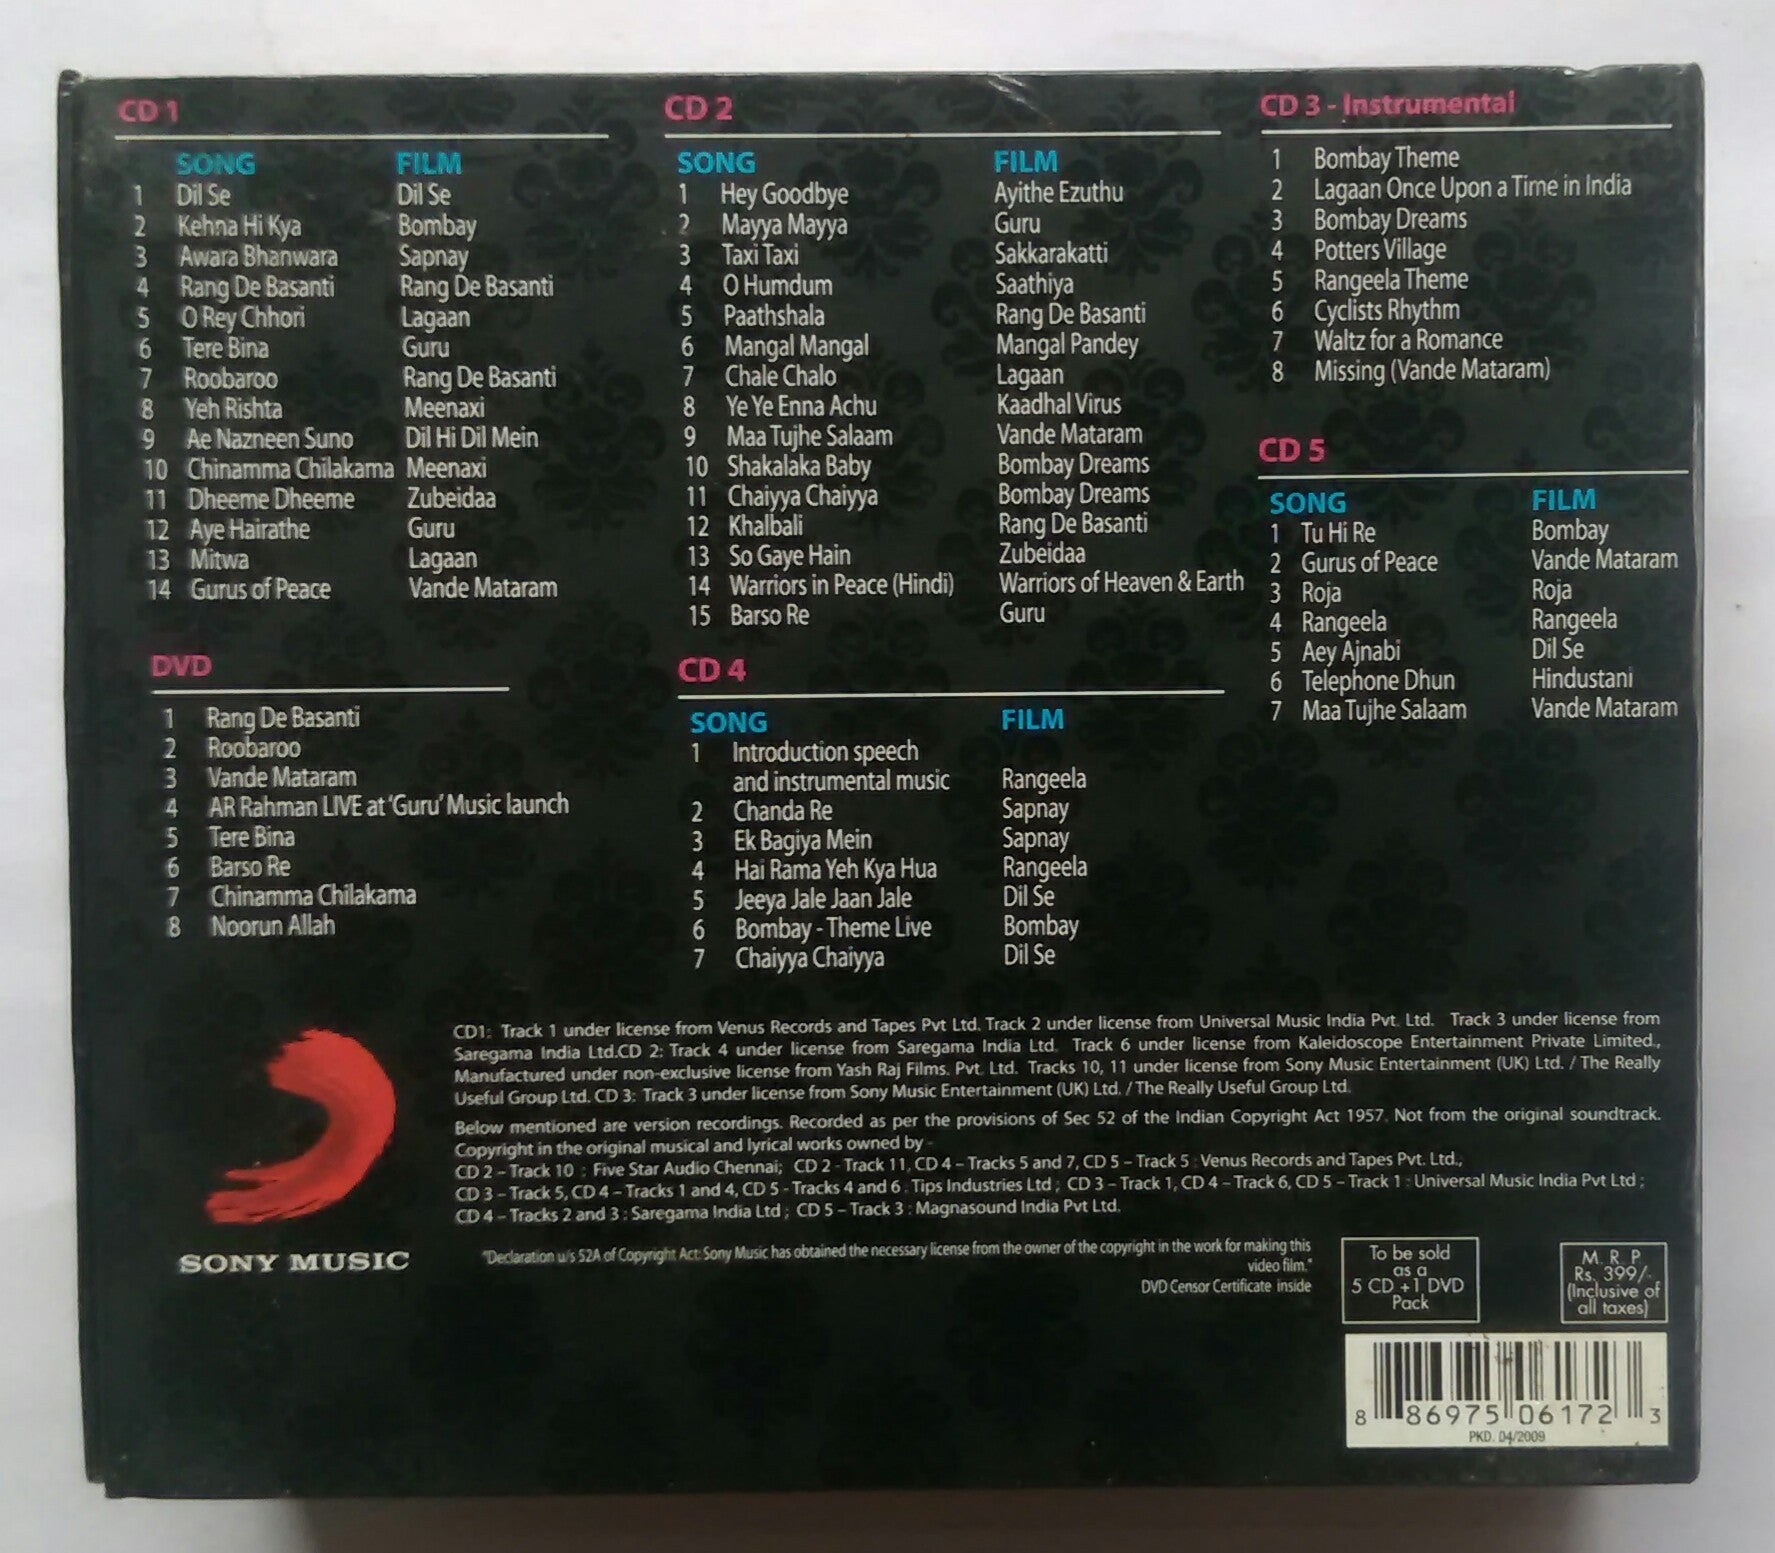 CD 1
SONG FILM
1 Dil Se Dil Se
2 Kehna Hi Kya Bombay
3 Awara Bhanwara Sapnay
4 Rang De Basanti Rang De Basanti
5 O Rey Chhori Lagaan
6 Tere Bina Guru
7 Roobaroo Rang De Basanti
8 Yeh Rishta Meenaxi
9 Ae Nazneen Suno Dil Hi Dil Mein
10 Chinamma Chilakama Meenaxi
11 Dheeme Dheeme Zubeidaa
12 Aye Hairathe Guru
13 Mitwa Lagaan
14 Gurus of Peace Vande Mataram
DVD
1 Rang De Basanti
2 Roobaroo
3 Vande Mataram
4 AR Rahman LIVE at 'Guru' Music launch
5 Tere Bina
6 Barso Re
7 Chinamma Chilakama
8 Noorun Allah
CD 2
SONG FILM
1 Hey Goodbye Ayithe Ezuthu
2 Mayya Mayya Guru
3 Taxi Taxi Sakkarakatti
4 O Humdum Saathiya
5 Paathshala Rang De Basanti
6 Mangal Mangal Mangal Pandey
7 Chale Chalo Lagaan
8 Ye Ye Enna Achu Kaadhal Virus
9 Maa Tujhe Salaam Vande Mataram
10 Shakalaka Baby Bombay Dreams
11 Chaiyya Chaiyya Bombay Dreams
12 Khalbali Rang De Basanti
13 So Gaye Hain Zubeidaa
14 Warriors in Peace (Hindi) Warriors of Heaven & Earth
15 Barso Re Guru
CD 4
SONG FILM
1 Introduction speech
and instrumental music Rangeela
2 Chanda Re Sapnay
3 Ek Bagiya Mein Sapnay
4 Hai Rama Yeh Kya Hua Rangeela
5 Jeeya Jale Jaan Jale Dil Se
6 Bombay - Theme Live Bombay
7 Chaiyya Chaiyya Dil Se
CD 3 - Instrumental
1 Bombay Theme
2 Lagaan Once Upon a Time in India
3 Bombay Dreams
4 Potters Village
5 Rangeela Theme
6 Cyclists Rhythm
7 Waltz for a Romance
8 Missing (Vande Mataram)
CD 5
SONG FILM
1 Tu Hi Re Bombay
2 Gurus of Peace Vande Mataram
3 Roja Roja
4 Rangeela Rangeela
5 Aey Ajnabi Dil Se
6 Telephone Dhun Hindustani
7 Maa Tujhe Salaam Vande Mataram
CD1: Track 1 under license from Venus Records and Tapes Pvt Ltd. Track 2 under license from Universal Music India Pvt. Ltd. Track 3 under license from
Saregama India Ltd.CD 2: Track 4 under license from Saregama India Ltd. Track 6 under license from Kaleidoscope Entertainment Private Limited.,
Manufactured under non-exclusive license from Yash Raj Films. Pvt. Ltd. Tracks 10, 11 under license from Sony Music Entertainment (UK) Ltd. / The Really
Useful Group Ltd. CD 3: Track 3 under license from Sony Music Entertainment (UK) Ltd. / The Really Useful Group Ltd.
Below mentioned are version recordings. Recorded as per the provisions of Sec 52 of the Indian Copyright Act 1957. Not from the original soundtrack.
Copyright in the original musical and lyrical works owned by -
CD 2 – Track 10 : Five Star Audio Chennai; CD 2 - Track 11, CD 4 – Tracks 5 and 7, CD 5 – Track 5 : Venus Records and Tapes Pvt. Ltd.,
CD 3 – Track 5, CD 4 – Tracks 1 and 4, CD 5 - Tracks 4 and 6 : Tips Industries Ltd ; CD 3 – Track 1, CD 4 – Track 6, CD 5 – Track 1 : Universal Music India Pvt Ltd ;
CD 4 – Tracks 2 and 3 : Saregama India Ltd ; CD 5 – Track 3 : Magnasound India Pvt Ltd.
SONY MUSIC
"Declaration u/s 52A of Copyright Act: Sony Music has obtained the necessary license from the owner of the copyright in the work for making this
video film."
DVD Censor Certificate inside
To be sold
as a
5 CD +1 DVD
Pack
M. R. P
Rs. 399/-
(Inclusive of
all taxes)
8 86975 06172 3
PKD. 04/2009